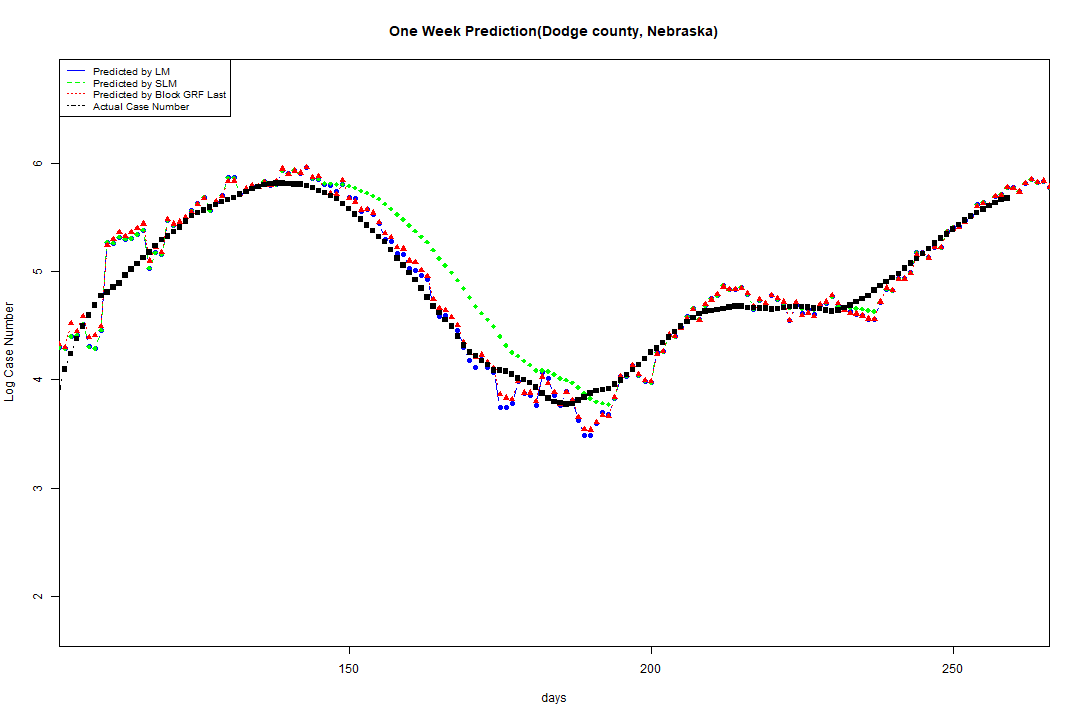 One Week Prediction(Dodge county, Nebraska)
Predicted by LM
Predicted by SLM
Predicted by Block GRF Last
Actual Case Number
6
5
4
3
2
Log Case Number
150 200 250
days